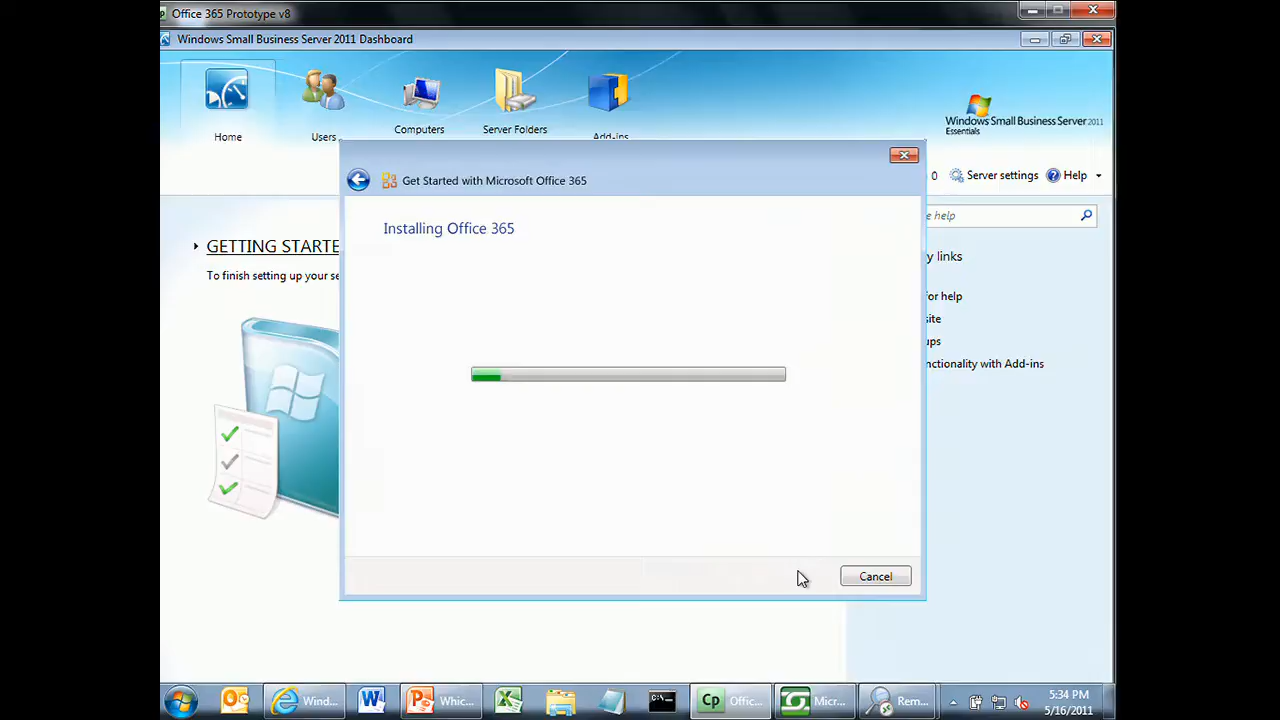 Office 365 Prototype v8
Windows Small Business Server 2011 Dashboard
Home
Users
Computers
Server Folders
Add-ins
Windows Small Business Server 2011
Essentials
Get Started with Microsoft Office 365
0
Server settings
Help
Installing Office 365
e help
GETTING STARTE
To finish setting up your se
y links
for help
site
ups
nctionality with Add-ins
Cancel
Wind...
Whic...
Cp
Offic...
Micr...
Rem...
5:34 PM
5/16/2011